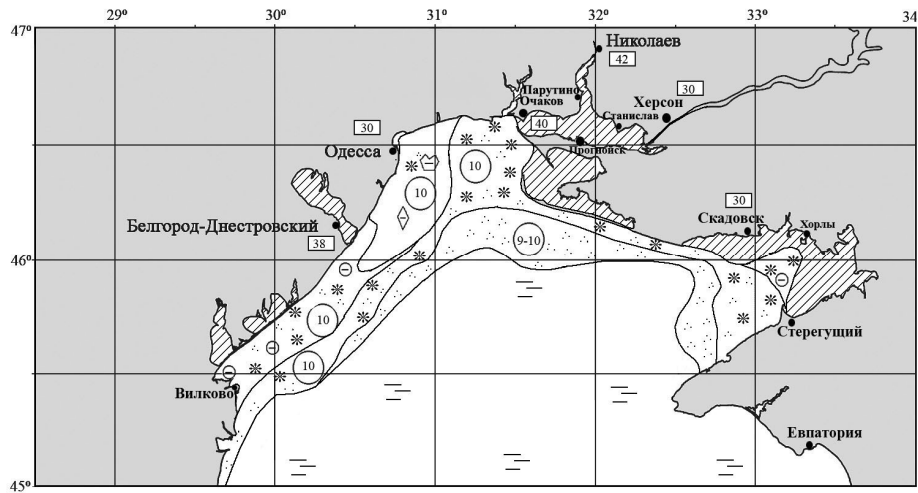 29º 30º 31º 32º 33º 34
47º
Николаев
42
Парутино
Очаков
30
Херсон
Станислав
40
30
Прогнойск
Одесса
10
10
30
Скадовск
Хорлы
Белгород-Днестровский
38
9-10
46º
10
Стерегущий
10
Вилково
Евпатория
45º